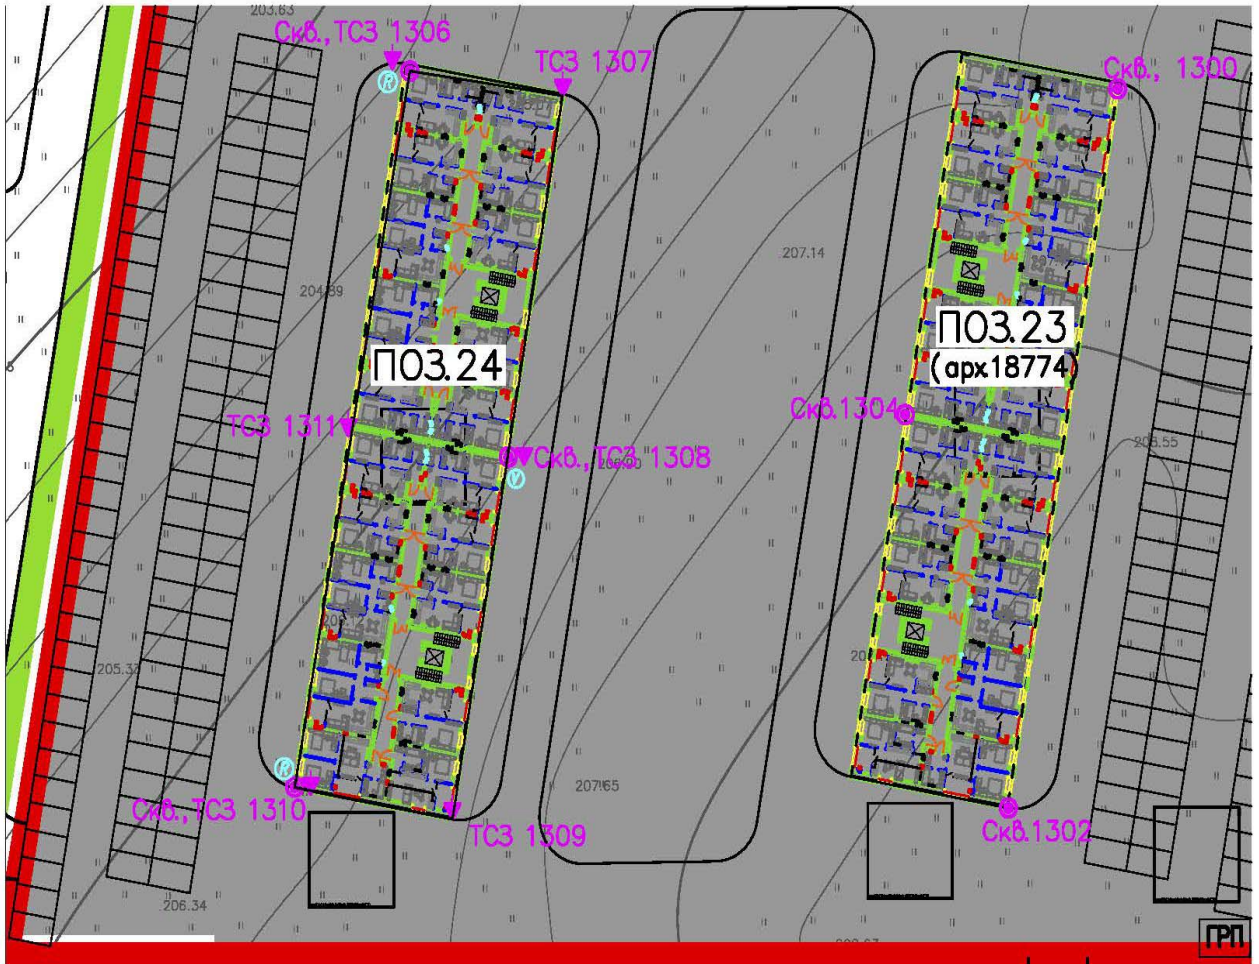 203.63
Скв.,ТСЗ 1306
ТСЗ 1307
Скв., 1300
R
207.14
204.89
ПОЗ.24
ПОЗ.23
(арх18774)
ТСЗ 1311
Скв.1304
Скв.,ТСЗ 1308
206.55
205.33
R
207.65
Скв.,ТСЗ 1310
ТСЗ 1309
Скв.1302
206.34
ГРП